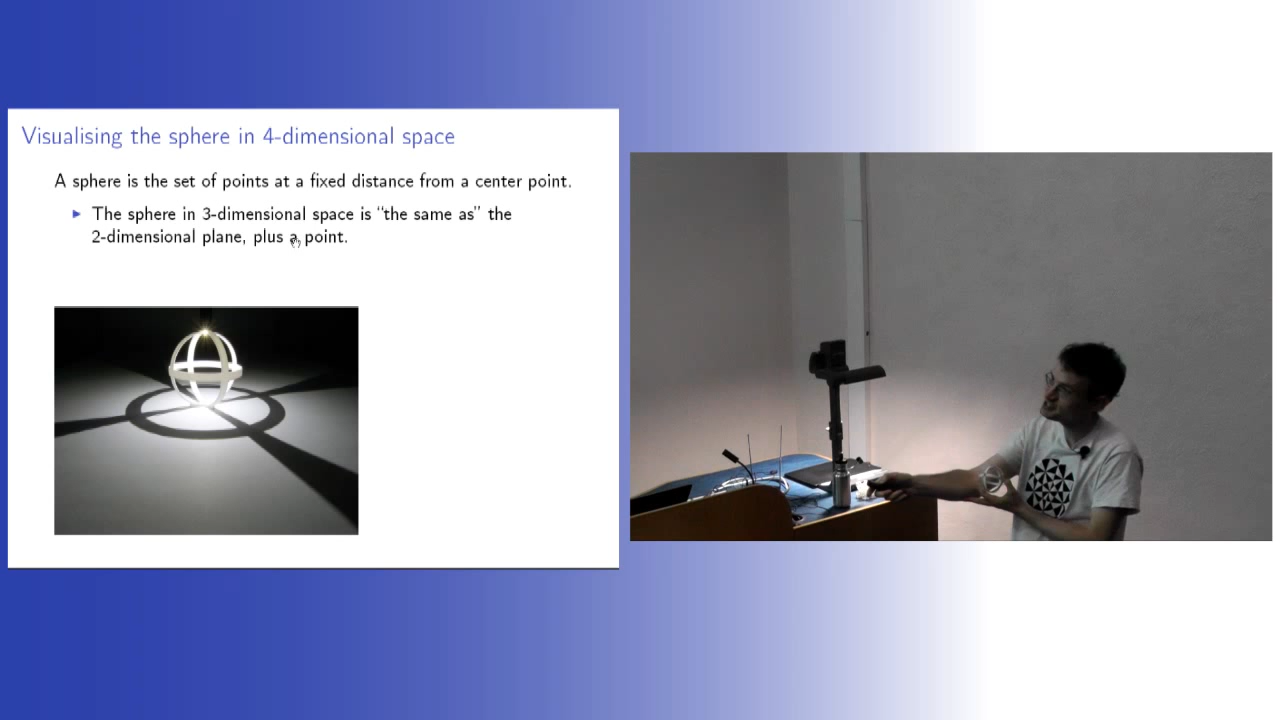 Visualising the sphere in 4-dimensional space
A sphere is the set of points at a fixed distance from a center point.
The sphere in 3-dimensional space is “the same as” the
2-dimensional plane, plus a point.